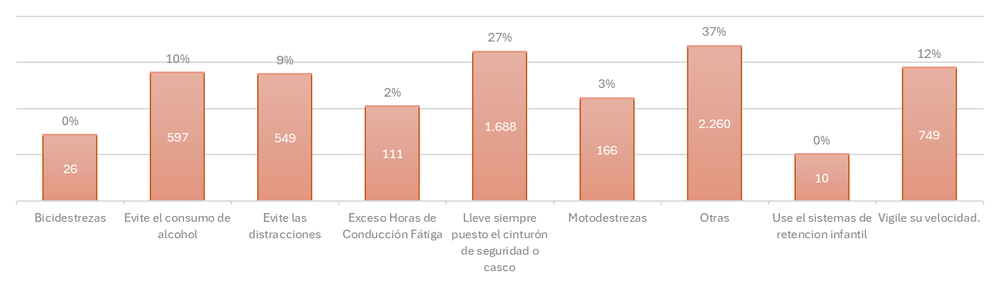 37%
27%
12%
10%
9%
3%
2%
0%
0%
26
597
549
111
1.688
166
2.260
10
749
Bicidestrezas
Evite el consumo de
alcohol
Evite las
distracciones
Exceso Horas de
Conducción Fátiga
Lleve siempre
puesto el cinturón
de seguridad o
casco
Motodestrezas
Otras
Use el sistemas de
retencion infantil
Vigile su velocidad.